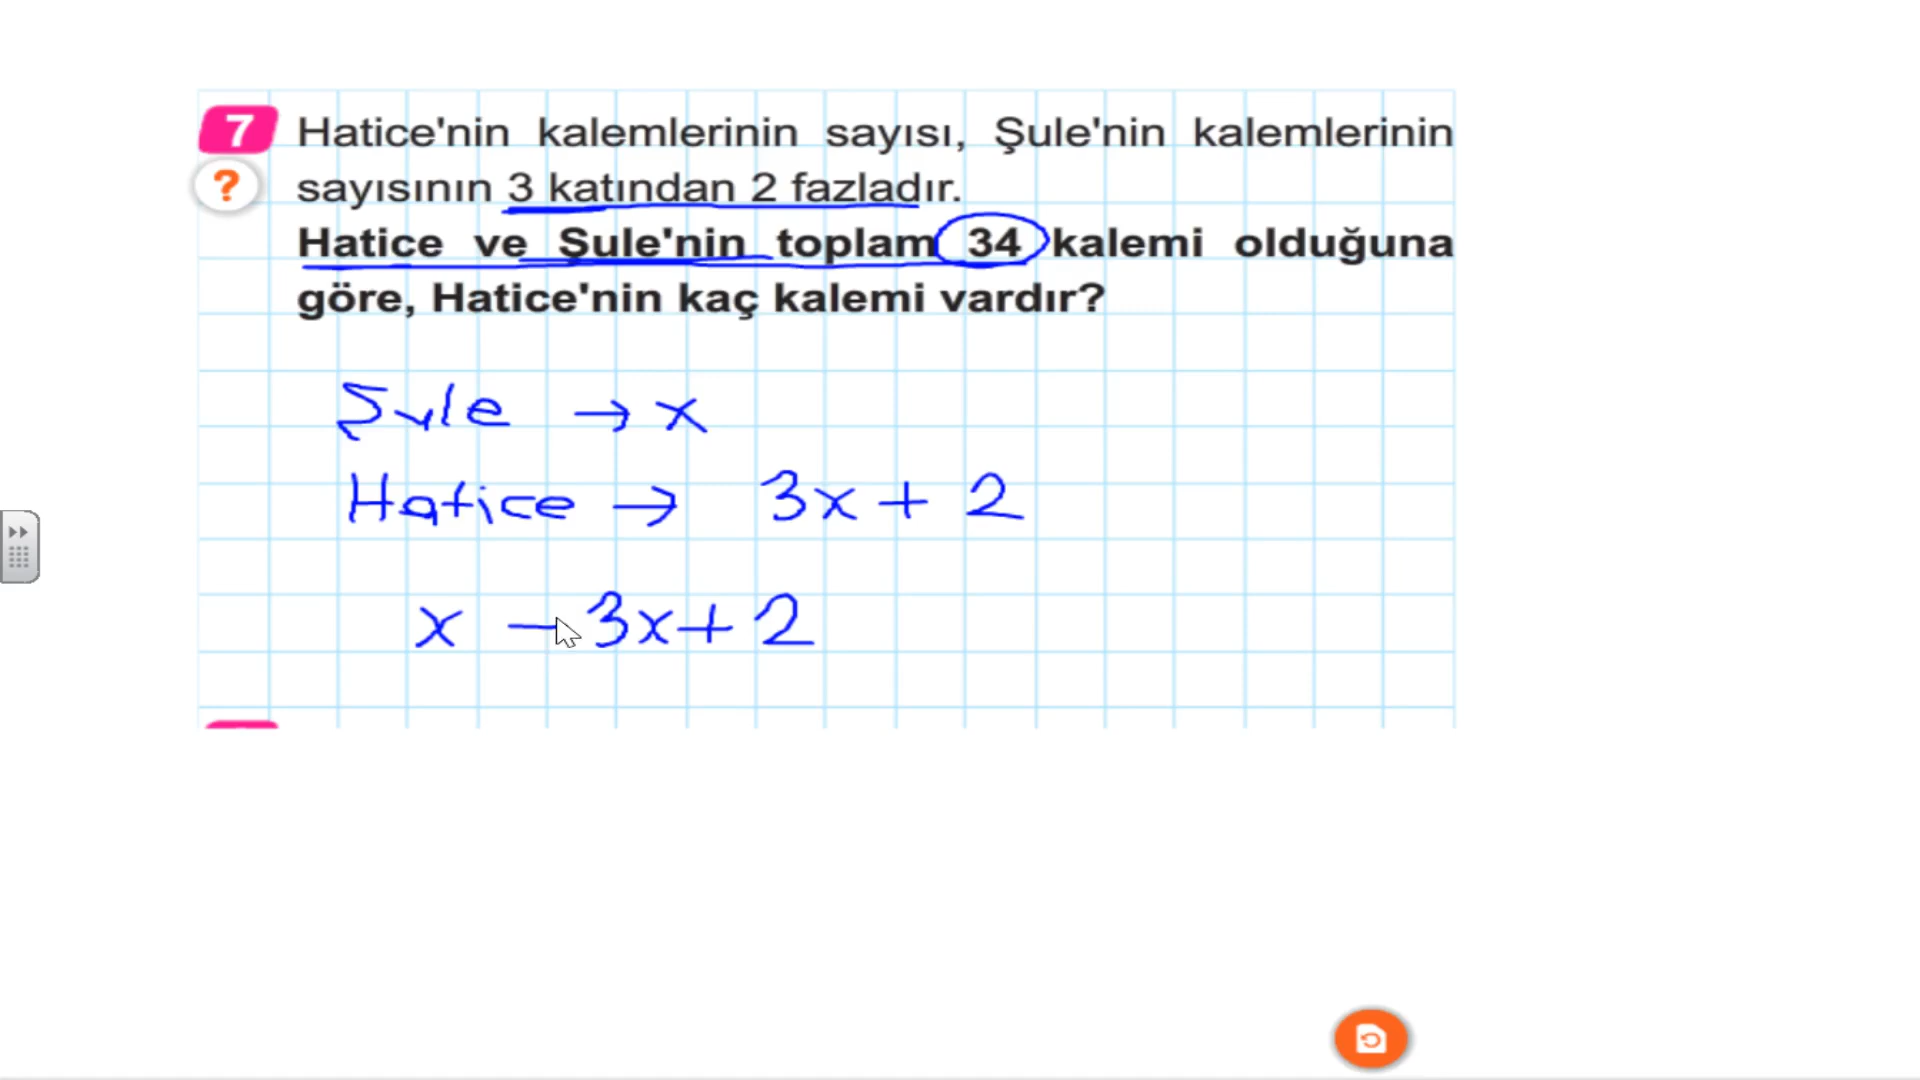 7 Hatice'nin kalemlerinin sayısı, Şule'nin kalemlerinin
? sayısının 3 katından 2 fazladır.
Hatice ve Şule'nin toplam 34 kalemi olduğuna
göre, Hatice'nin kaç kalemi vardır?
Şule → x
Hatice → 3x + 2
x - 3x + 2